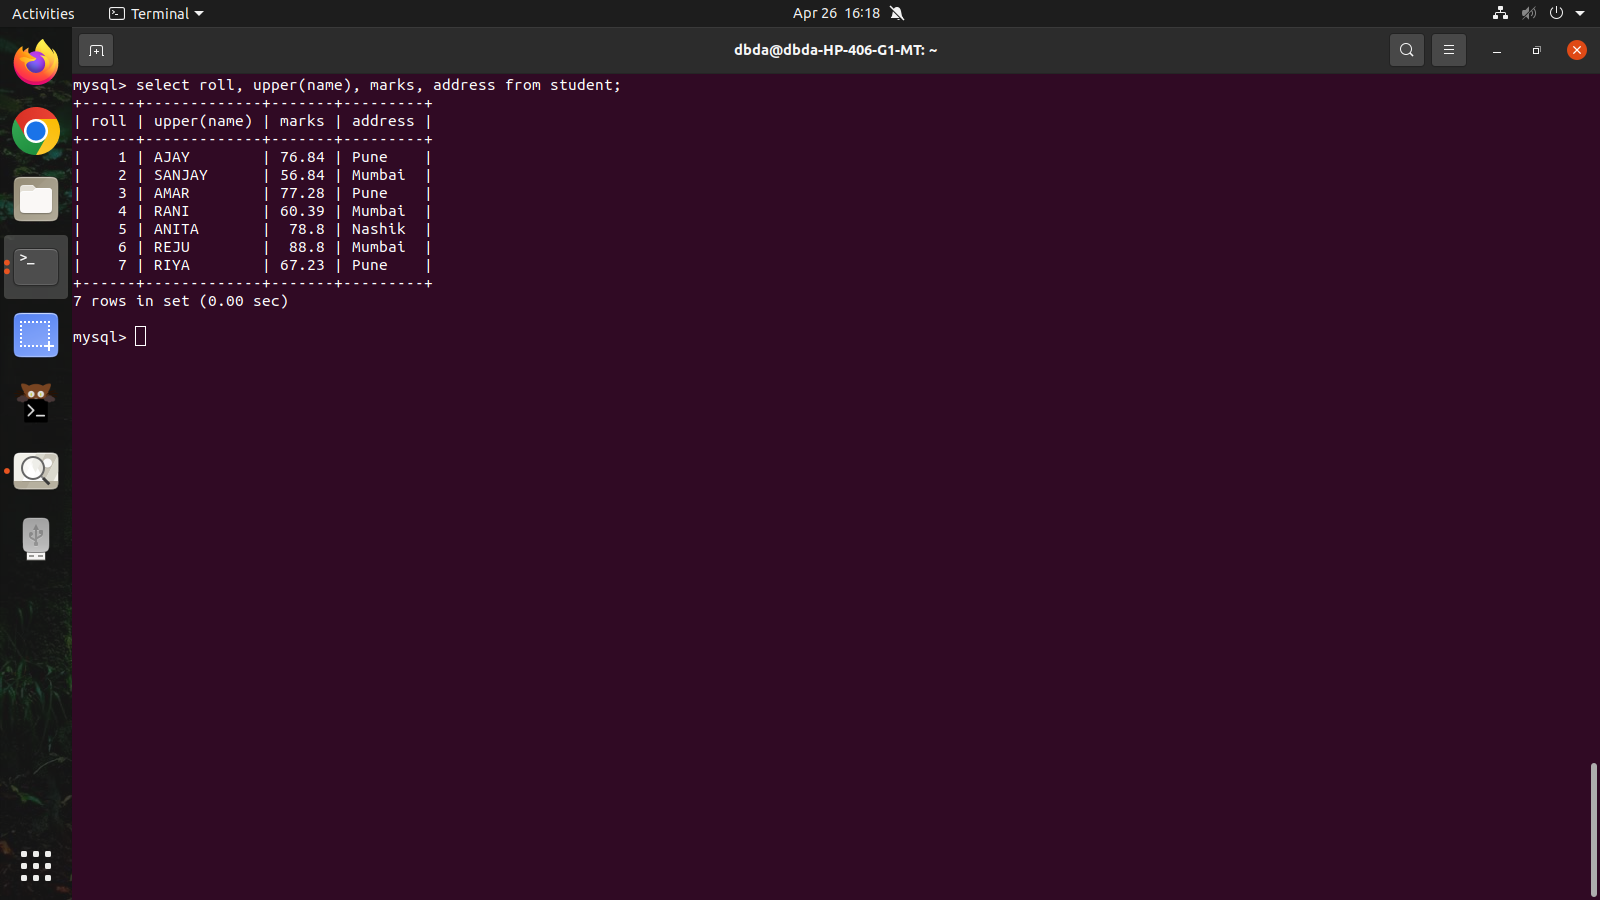 Activities Terminal Apr 26 16:18
dbda@dbda-HP-406-G1-MT: ~
mysql> select roll, upper(name), marks, address from student;
+------+-------------+-------+---------+
| roll | upper(name) | marks | address |
+------+-------------+-------+---------+
|    1 | AJAY        | 76.84 | Pune    |
|    2 | SANJAY      | 56.84 | Mumbai  |
|    3 | AMAR        | 77.28 | Pune    |
|    4 | RANI        | 60.39 | Mumbai  |
|    5 | ANITA       |  78.8 | Nashik  |
|    6 | REJU        |  88.8 | Mumbai  |
|    7 | RIYA        | 67.23 | Pune    |
+------+-------------+-------+---------+
7 rows in set (0.00 sec)
mysql>